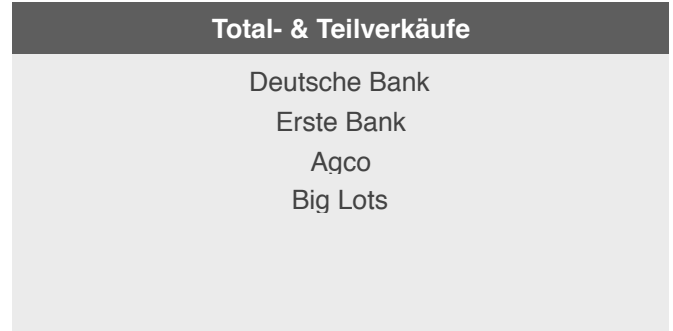 Total- & Teilverkäufe
Deutsche Bank
Erste Bank
Agco
Big Lots